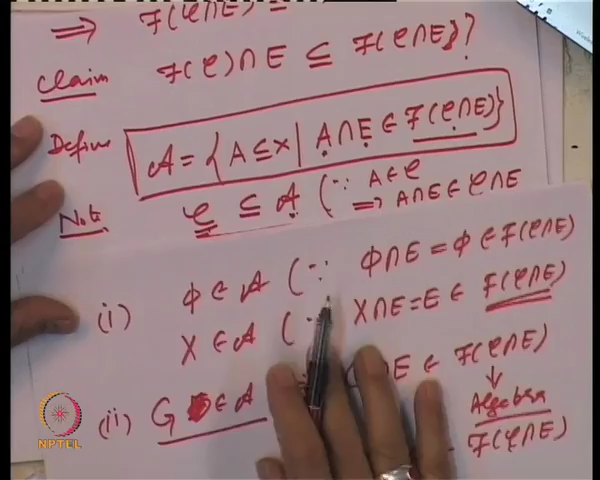 ⟹ F(C∩E) =
Claim F(C)∩E ⊆ F(C∩E)?
Define A = {A⊆X | A∩E ∈ F(C∩E)}
Note C ⊆ A (∵ A∈C
⟹ A∩E ∈ C∩E
(i) φ∈A (∵ φ∩E = φ ∈ F(C∩E)
X∈A ( X∩E = E ∈ F(C∩E)
(ii) G ∈ A ∩E ∈ F(C∩E)
↓
Algebra
F(C∩E)
NPTEL